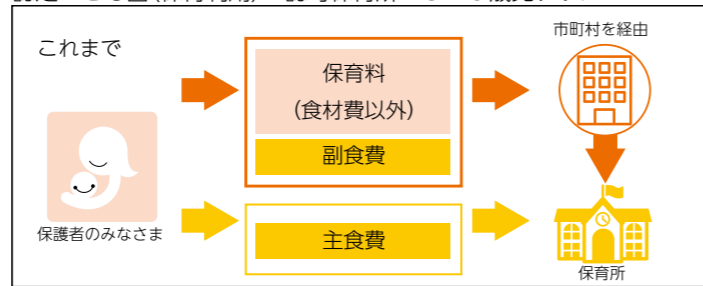 これまで
市町村を経由
保育料
(食材費以外)
副食費
保護者のみなさま
主食費
保育所